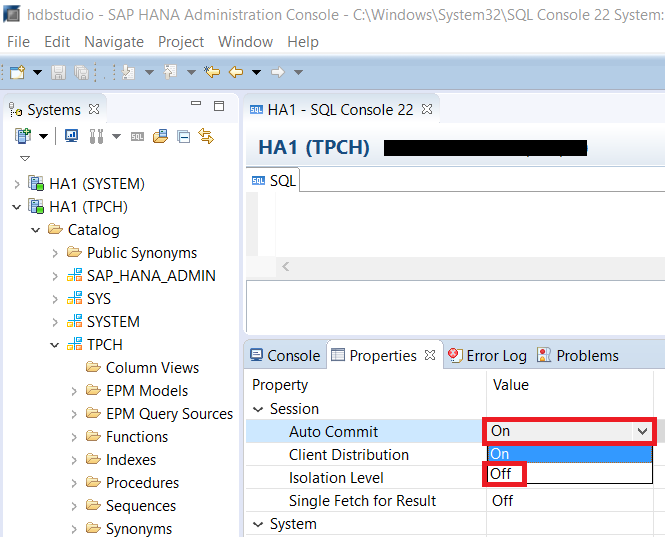 hdbstudio - SAP HANA Administration Console - C:\Windows\System32\SQL Console 22 System:
File Edit Navigate Project Window Help
Systems
HA1 (SYSTEM)
HA1 (TPCH)
Catalog
Public Synonyms
SAP_HANA_ADMIN
SYS
SYSTEM
TPCH
Column Views
EPM Models
EPM Query Sources
Functions
Indexes
Procedures
Sequences
Synonyms
SQL HA1 - SQL Console 22
HA1 (TPCH)
SQL SQL
Console Properties Error Log Problems
Property Value
Session
Auto Commit On
Client Distribution On
Isolation Level Off
Single Fetch for Result Off
System